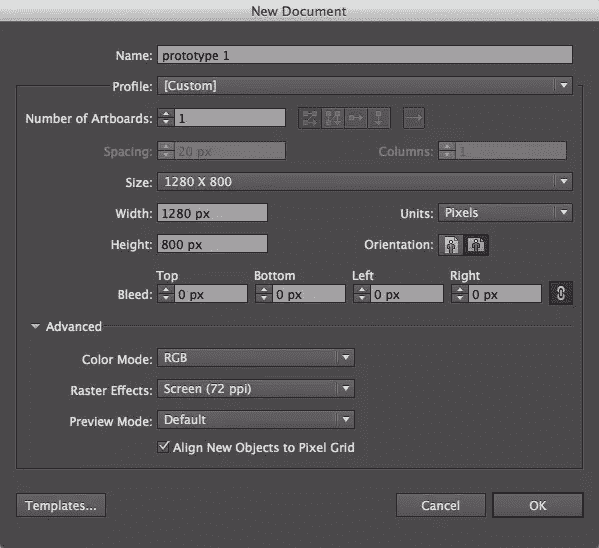 New Document
Name: prototype 1
Profile: [Custom]
Number of Artboards: 1
Spacing: 20 px Columns: 1
Size: 1280 X 800
Width: 1280 px Units: Pixels
Height: 800 px Orientation:
Top Bottom Left Right
Bleed: 0 px 0 px 0 px 0 px
Advanced
Color Mode: RGB
Raster Effects: Screen (72 ppi)
Preview Mode: Default
Align New Objects to Pixel Grid
Templates... Cancel OK